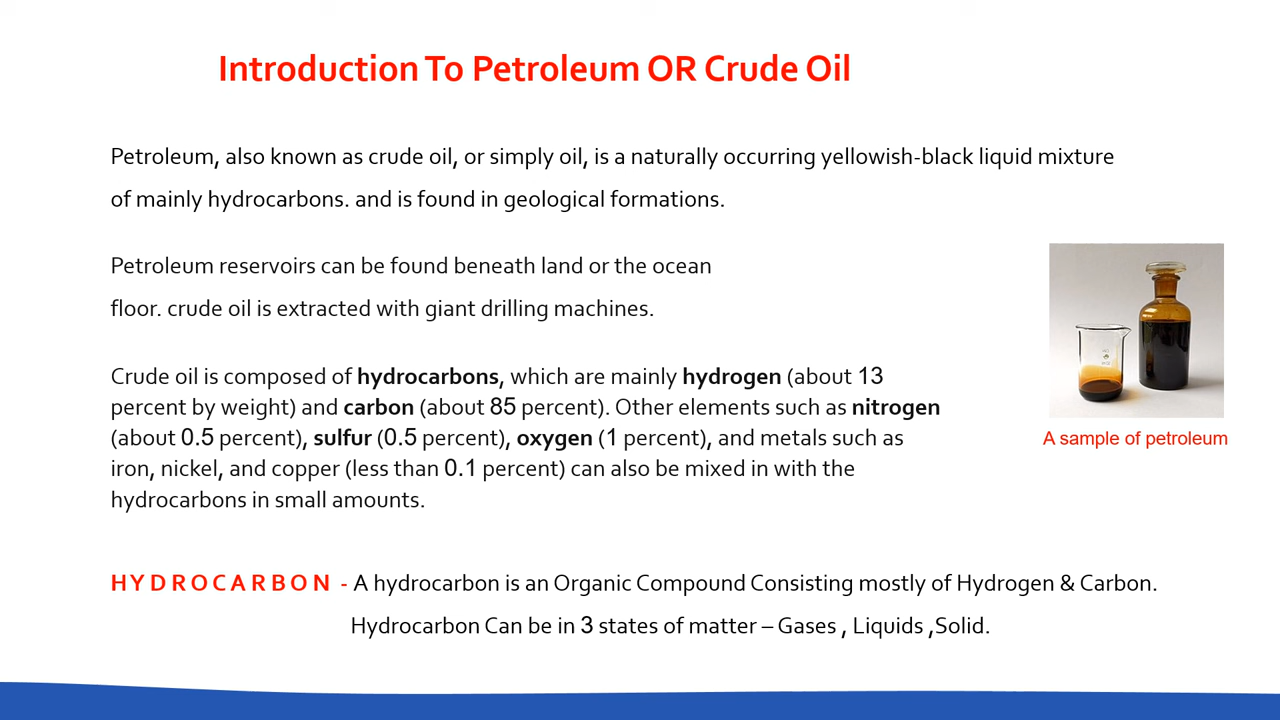 Introduction To Petroleum OR Crude Oil
Petroleum, also known as crude oil, or simply oil, is a naturally occurring yellowish-black liquid mixture
of mainly hydrocarbons. and is found in geological formations.
Petroleum reservoirs can be found beneath land or the ocean
floor. crude oil is extracted with giant drilling machines.
Crude oil is composed of hydrocarbons, which are mainly hydrogen (about 13
percent by weight) and carbon (about 85 percent). Other elements such as nitrogen
(about 0.5 percent), sulfur (0.5 percent), oxygen (1 percent), and metals such as
iron, nickel, and copper (less than 0.1 percent) can also be mixed in with the
hydrocarbons in small amounts.
A sample of petroleum
HYDROCARBON - A hydrocarbon is an Organic Compound Consisting mostly of Hydrogen & Carbon.
Hydrocarbon Can be in 3 states of matter – Gases , Liquids ,Solid.